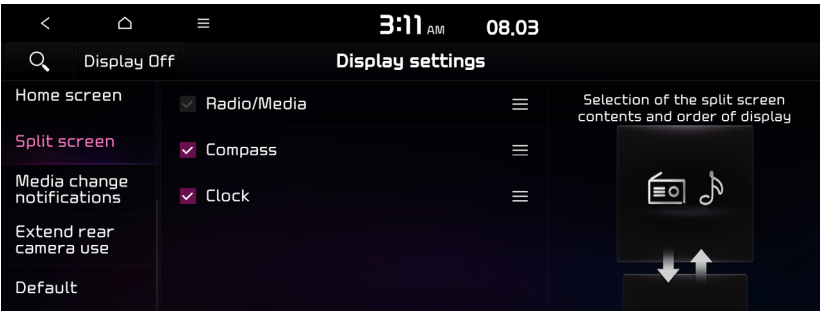 3:11 AM 08.03
Display Off
Display settings
Home screen
Split screen
Media change
notifications
Extend rear
camera use
Default
Radio/Media
Compass
Clock
Selection of the split screen
contents and order of display